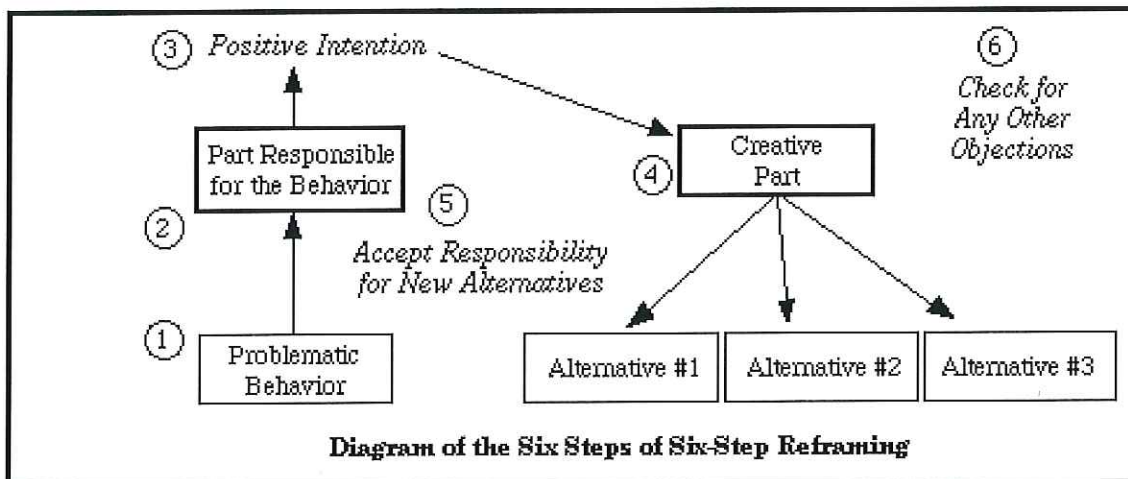 3 Positive Intention
6
Check for
Any Other
Objections
Part Responsible
for the Behavior
2
Creative
Part
4
5
Accept Responsibility
for New Alternatives
1
Problematic
Behavior
Alternative #1
Alternative #2
Alternative #3
Diagram of the Six Steps of Six-Step Reframing